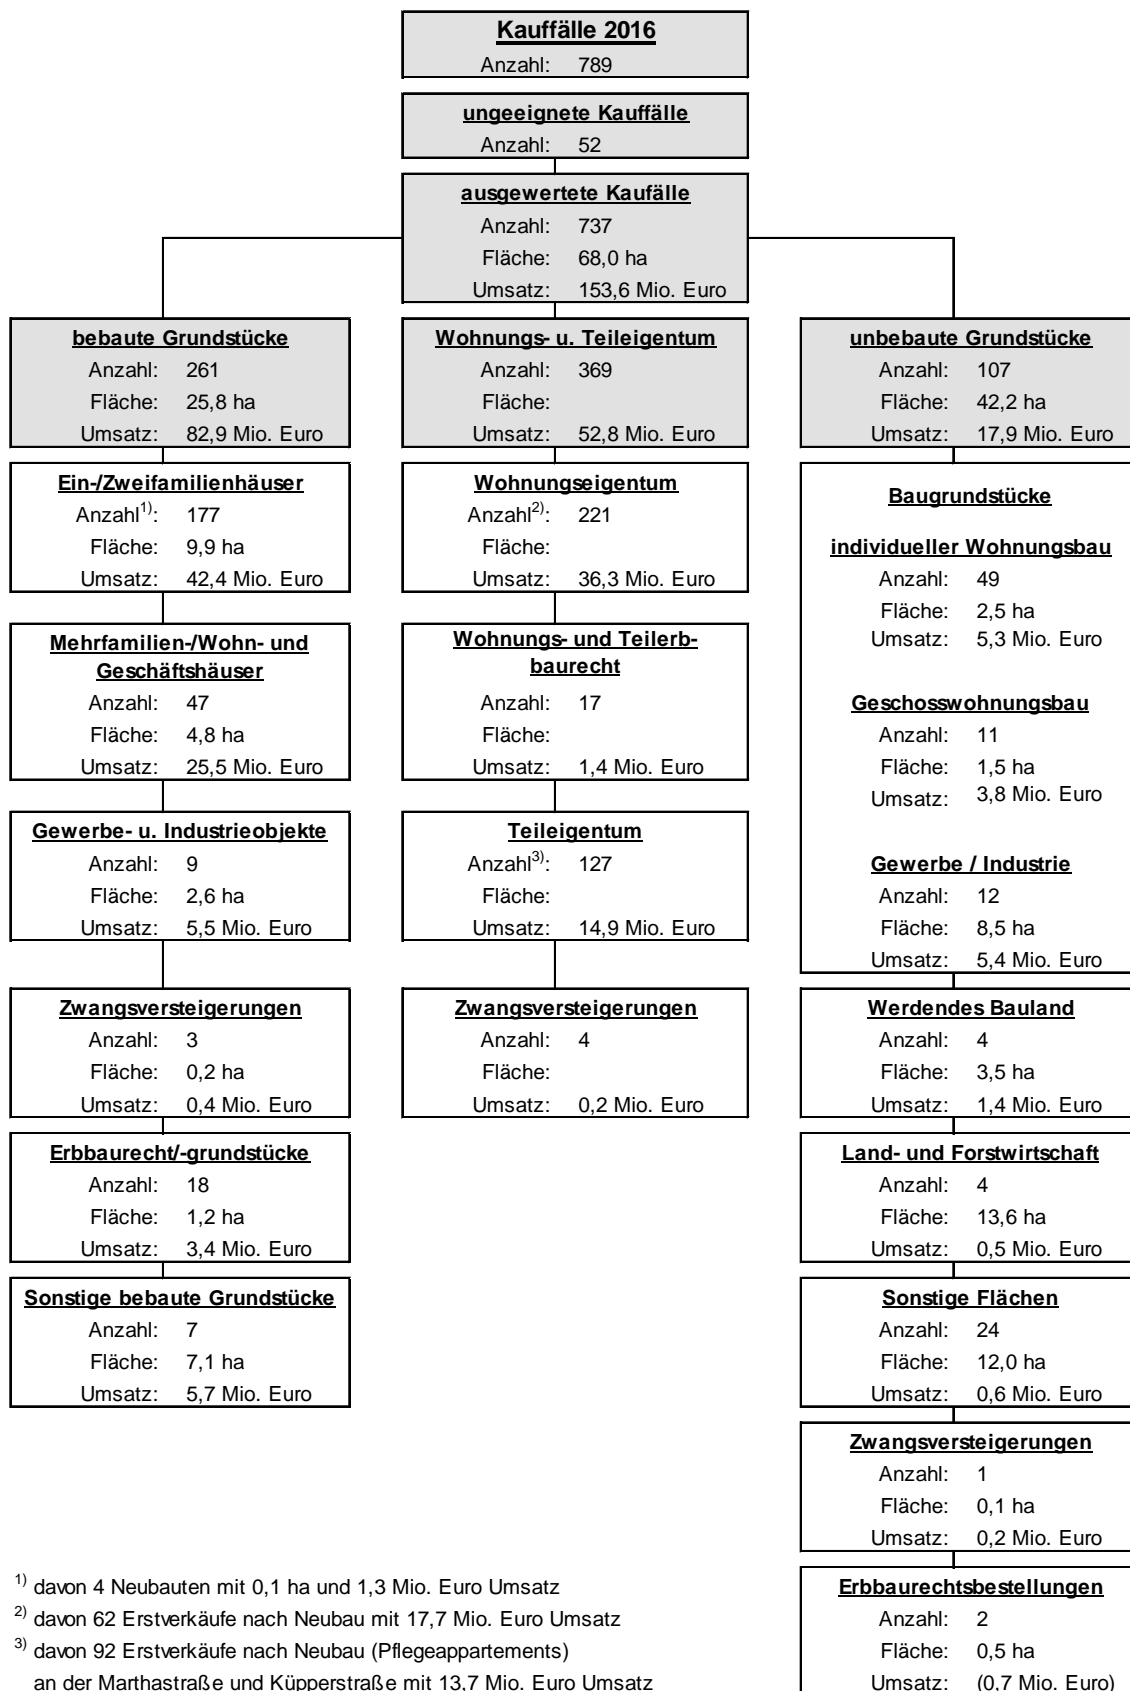 Kauffälle 2016
Anzahl: 789
ungeeignete Kauffälle
Anzahl: 52
ausgewertete Kaufälle
Anzahl: 737
Fläche: 68,0 ha
Umsatz: 153,6 Mio. Euro
bebaute Grundstücke
Anzahl: 261
Fläche: 25,8 ha
Umsatz: 82,9 Mio. Euro
Ein-/Zweifamilienhäuser
Anzahl1): 177
Fläche: 9,9 ha
Umsatz: 42,4 Mio. Euro
Mehrfamilien-/Wohn- und
Geschäftshäuser
Anzahl: 47
Fläche: 4,8 ha
Umsatz: 25,5 Mio. Euro
Gewerbe- u. Industrieobjekte
Anzahl: 9
Fläche: 2,6 ha
Umsatz: 5,5 Mio. Euro
Zwangsversteigerungen
Anzahl: 3
Fläche: 0,2 ha
Umsatz: 0,4 Mio. Euro
Erbbaurecht/-grundstücke
Anzahl: 18
Fläche: 1,2 ha
Umsatz: 3,4 Mio. Euro
Sonstige bebaute Grundstücke
Anzahl: 7
Fläche: 7,1 ha
Umsatz: 5,7 Mio. Euro
Wohnungs- u. Teileigentum
Anzahl: 369
Fläche:
Umsatz: 52,8 Mio. Euro
Wohnungseigentum
Anzahl2): 221
Fläche:
Umsatz: 36,3 Mio. Euro
Wohnungs- und Teilerb-
baurecht
Anzahl: 17
Fläche:
Umsatz: 1,4 Mio. Euro
Teileigentum
Anzahl3): 127
Fläche:
Umsatz: 14,9 Mio. Euro
Zwangsversteigerungen
Anzahl: 4
Fläche:
Umsatz: 0,2 Mio. Euro
unbebaute Grundstücke
Anzahl: 107
Fläche: 42,2 ha
Umsatz: 17,9 Mio. Euro
Baugrundstücke
individueller Wohnungsbau
Anzahl: 49
Fläche: 2,5 ha
Umsatz: 5,3 Mio. Euro
Geschosswohnungsbau
Anzahl: 11
Fläche: 1,5 ha
Umsatz: 3,8 Mio. Euro
Gewerbe / Industrie
Anzahl: 12
Fläche: 8,5 ha
Umsatz: 5,4 Mio. Euro
Werdendes Bauland
Anzahl: 4
Fläche: 3,5 ha
Umsatz: 1,4 Mio. Euro
Land- und Forstwirtschaft
Anzahl: 4
Fläche: 13,6 ha
Umsatz: 0,5 Mio. Euro
Sonstige Flächen
Anzahl: 24
Fläche: 12,0 ha
Umsatz: 0,6 Mio. Euro
Zwangsversteigerungen
Anzahl: 1
Fläche: 0,1 ha
Umsatz: 0,2 Mio. Euro
Erbbaurechtsbestellungen
Anzahl: 2
Fläche: 0,5 ha
Umsatz: (0,7 Mio. Euro)
1) davon 4 Neubauten mit 0,1 ha und 1,3 Mio. Euro Umsatz
2) davon 62 Erstverkäufe nach Neubau mit 17,7 Mio. Euro Umsatz
3) davon 92 Erstverkäufe nach Neubau (Pflegeappartements)
an der Marthastraße und Küpperstraße mit 13,7 Mio. Euro Umsatz